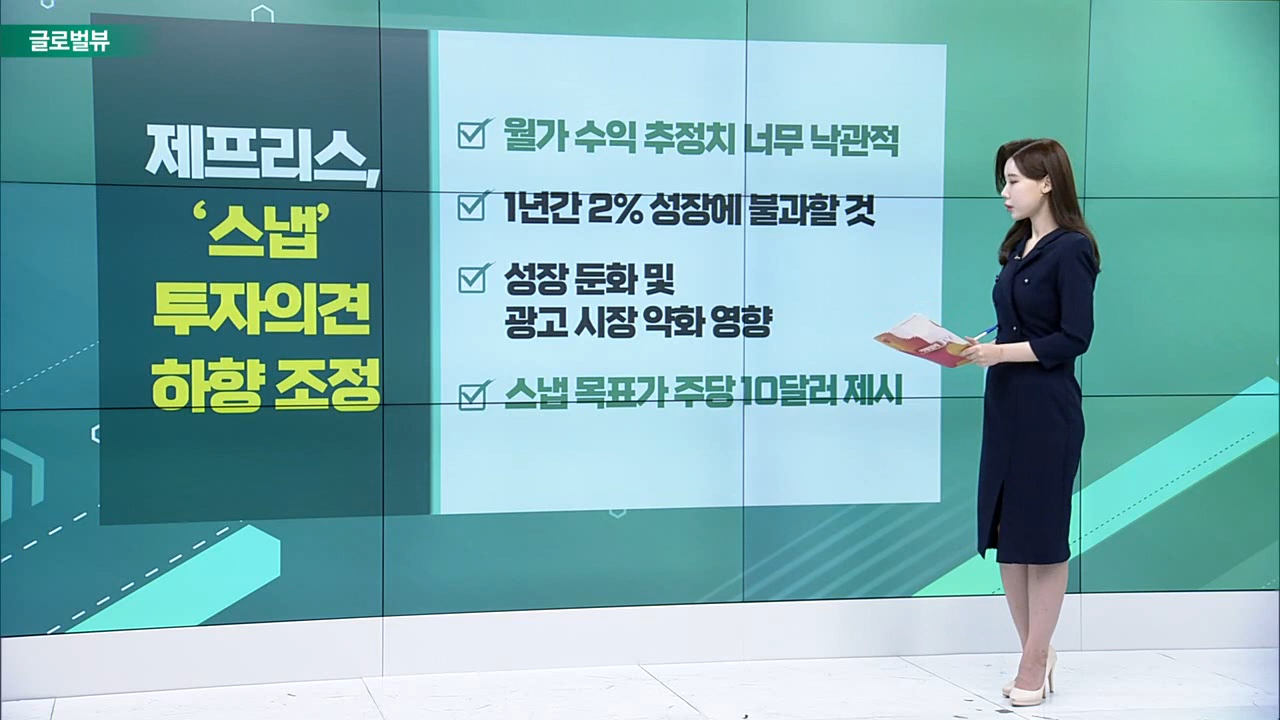 글로벌뷰
제프리스,
‘스냅’
투자의견
하향 조정
월가 수익 추정치 너무 낙관적
1년간 2% 성장에 불과할 것
성장 둔화 및
광고 시장 약화 영향
스냅 목표가 주당 10달러 제시